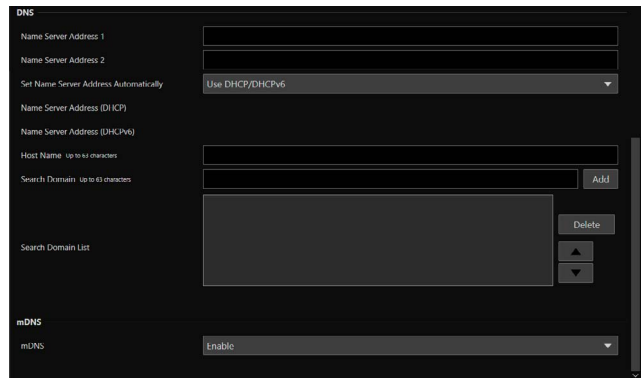 DNS
Name Server Address 1
Name Server Address 2
Set Name Server Address Automatically Use DHCP/DHCPv6
Name Server Address (DHCP)
Name Server Address (DHCPv6)
Host Name Up to 63 characters
Search Domain Up to 63 characters Add
Delete
Search Domain List
mDNS
mDNS Enable